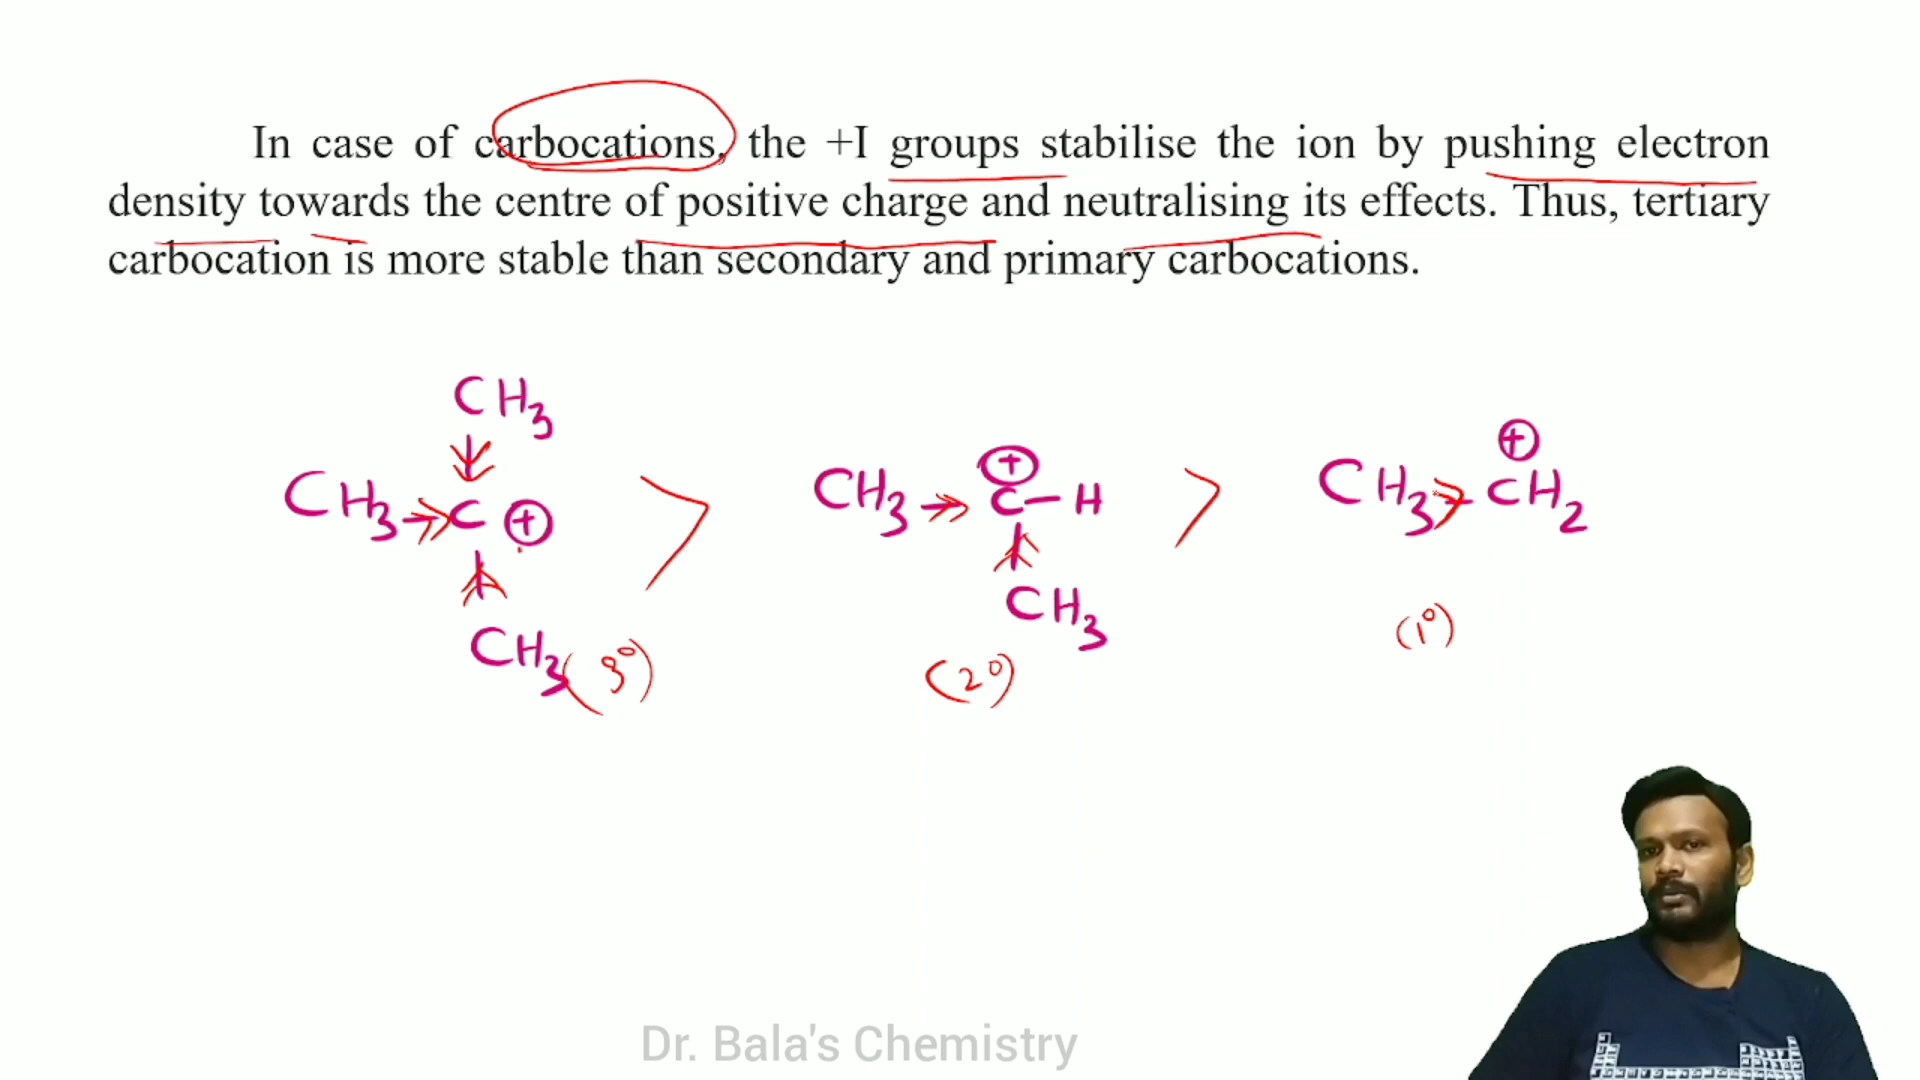 In case of carbocations, the +I groups stabilise the ion by pushing electron
density towards the centre of positive charge and neutralising its effects. Thus, tertiary
carbocation is more stable than secondary and primary carbocations.
CH3
CH3 C +
CH3 (3°)
>
+
CH3 C-H
CH3
(2°)
>
+
CH3 - CH2
(1°)
Dr. Bala's Chemistry